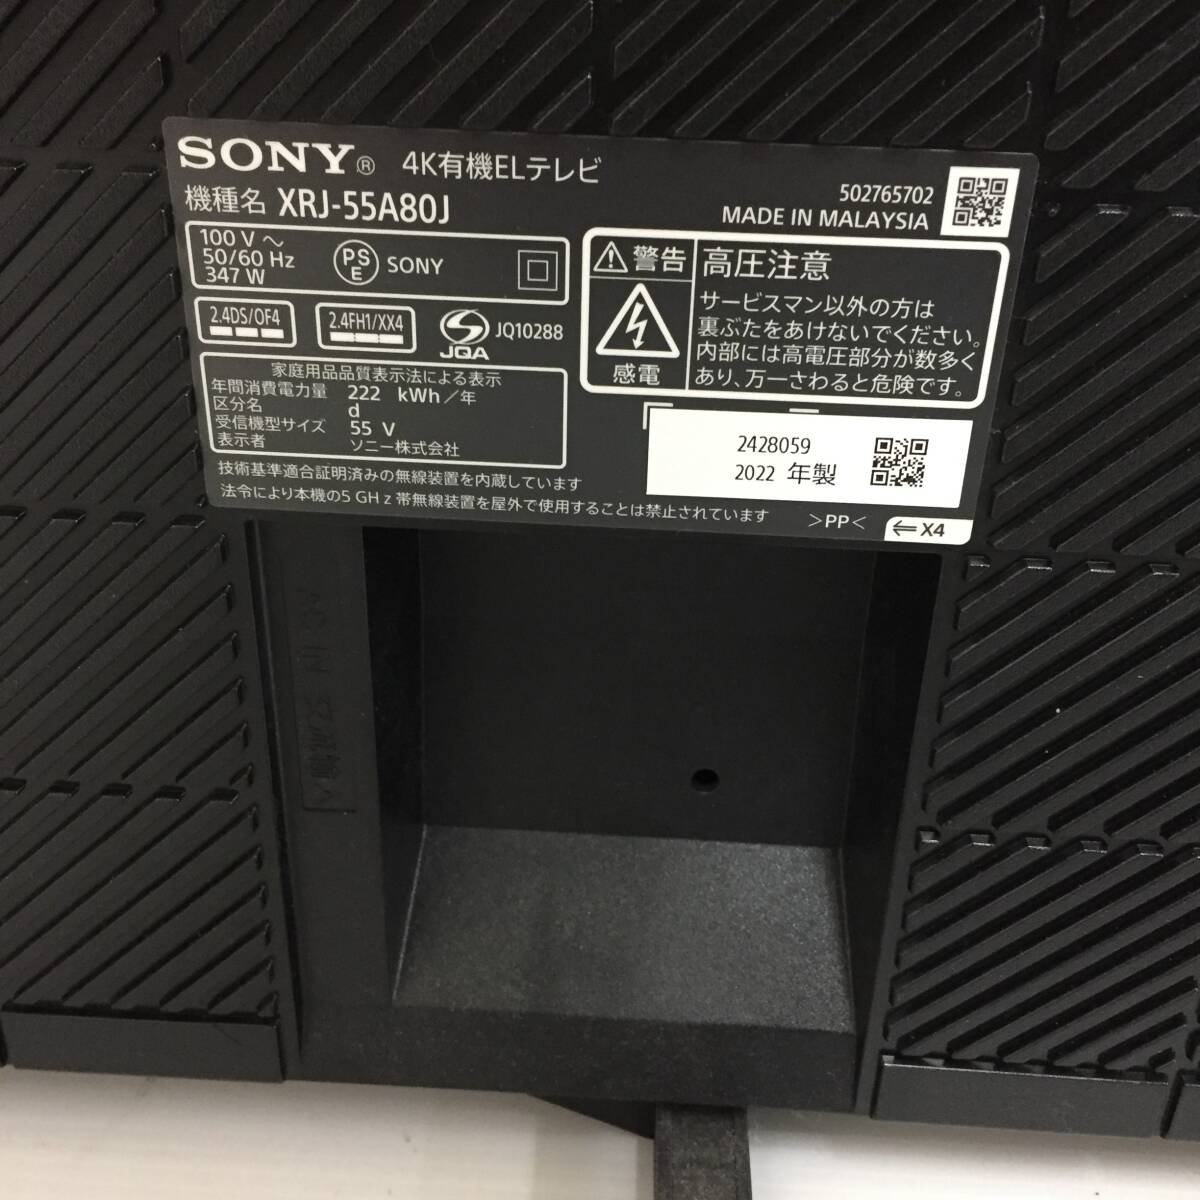 SONY® 4K有機ELテレビ
機種名 XRJ-55A80J
502765702
MADE IN MALAYSIA
100 V ～
50/60 Hz
347 W
PS
E
SONY
2.4DS/OF4
2.4FH1/XX4
JQA
JQ10288
家庭用品品質表示法による表示
年間消費電力量 222 kWh／年
区分名 d
受信機型サイズ 55 V
表示者 ソニー株式会社
技術基準適合証明済みの無線装置を内蔵しています
法令により本機の5 GHｚ帯無線装置を屋外で使用することは禁止されています
警告
感電
高圧注意
サービスマン以外の方は
裏ぶたをあけないでください。
内部には高電圧部分が数多く
あり、万一さわると危険です。
2428059
2022 年製
＞PP＜
⇐X4
AC IN